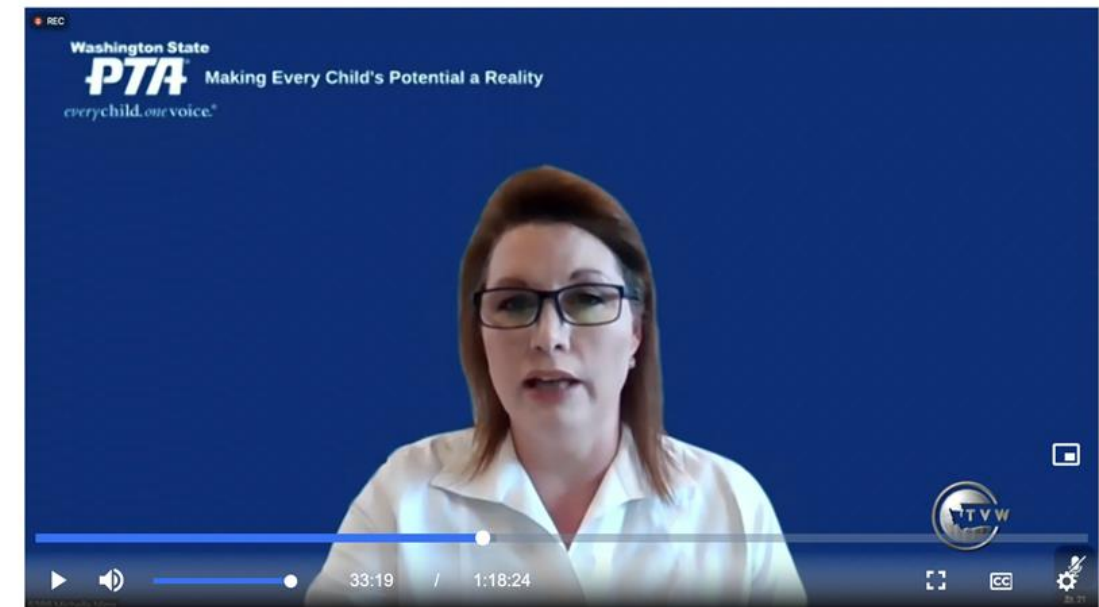 REC
Washington State
PTA Making Every Child's Potential a Reality
everychild.onevoice.®
TVW
33:19 / 1:18:24
CC